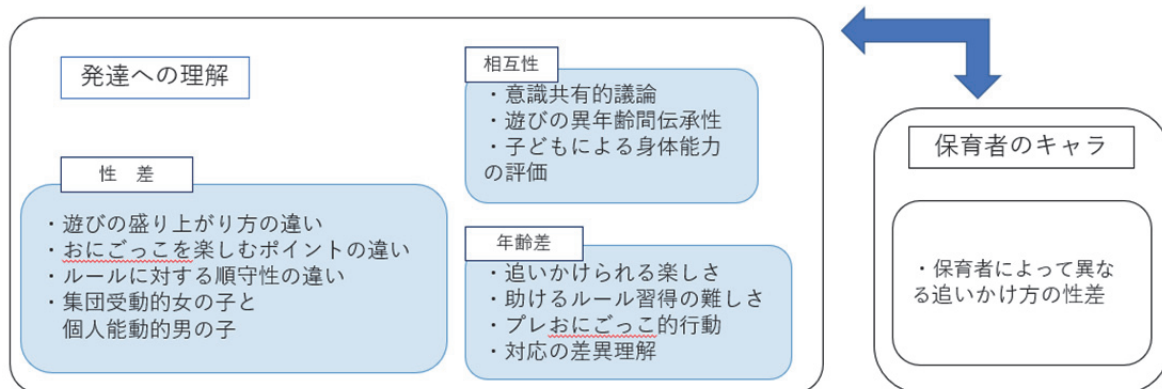 発達への理解
相互性
・意識共有的議論
・遊びの異年齢間伝承性
・子どもによる身体能力
の評価
性 差
・遊びの盛り上がり方の違い
・おにごっこを楽しむポイントの違い
・ルールに対する順守性の違い
・集団受動的女の子と
個人能動的男の子
年齢差
・追いかけられる楽しさ
・助けるルール習得の難しさ
・プレおにごっこ的行動
・対応の差異理解
保育者のキャラ
・保育者によって異な
る追いかけ方の性差